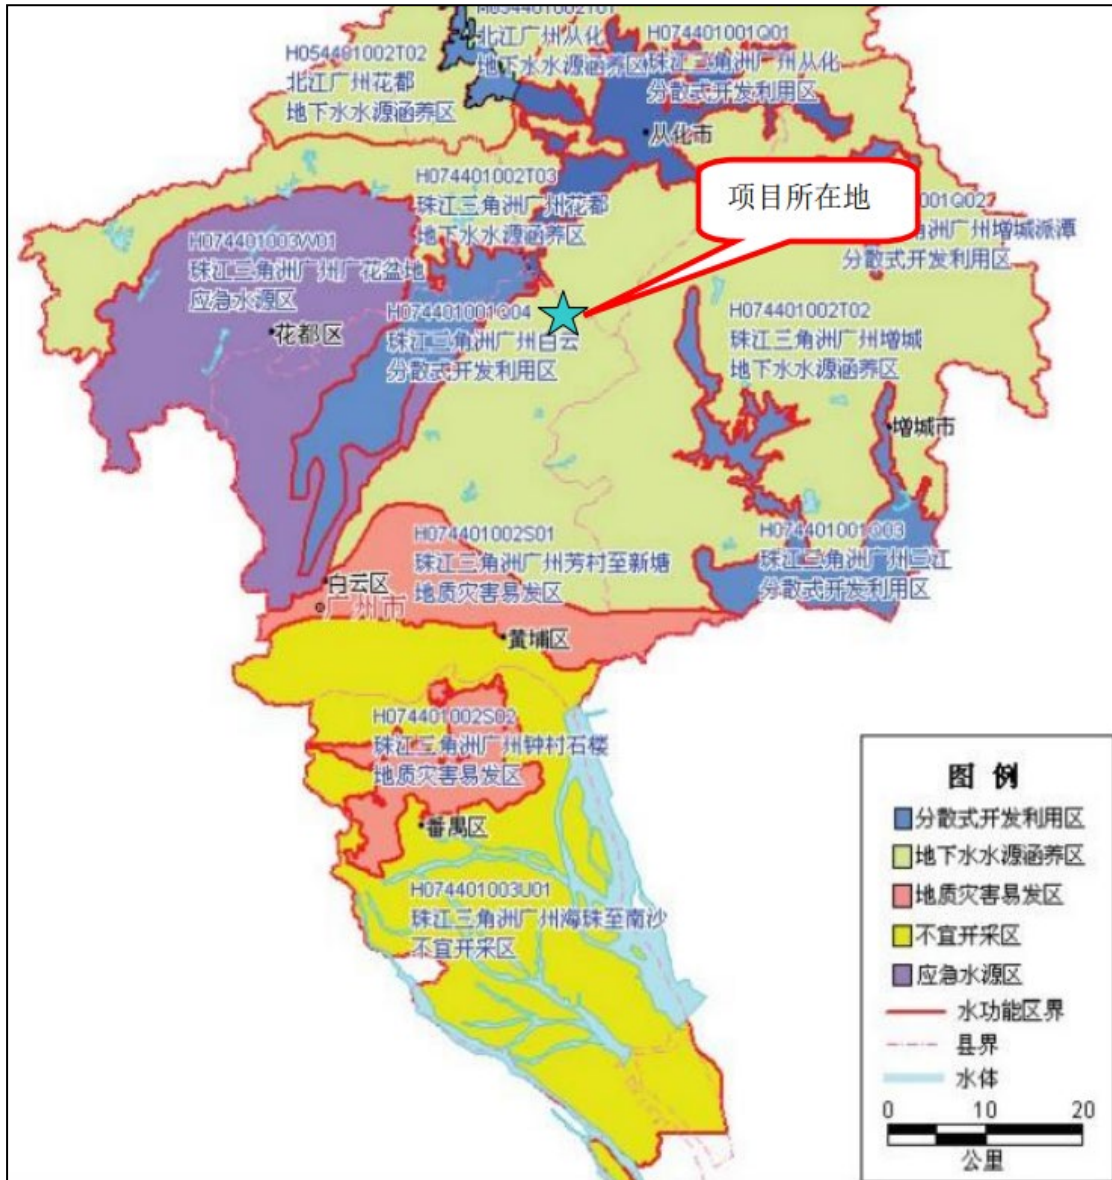 H054401002T01
北江广州从化
地下水水源涵养区
H054401002T02
北江广州花都
地下水水源涵养区
H074401001Q01
珠江三角洲广州从化
分散式开发利用区
从化市
H074401002T03
珠江三角洲广州花都
地下水水源涵养区
项目所在地
001Q02
洲广州增城派潭
分散式开发利用区
H074401003W01
珠江三角洲广州广花盆地
应急水源区
花都区
H074401001Q04
珠江三角洲广州白云
分散式开发利用区
H074401002T02
珠江三角洲广州增城
地下水水源涵养区
增城市
H074401002S01
珠江三角洲广州芳村至新塘
地质灾害易发区
H074401001Q03
珠江三角洲广州三江
分散式开发利用区
白云区
广州市
黄埔区
H074401002S02
珠江三角洲广州钟村石楼
地质灾害易发区
番禺区
H074401003U01
珠江三角洲广州海珠至南沙
不宜开采区
图 例
分散式开发利用区
地下水水源涵养区
地质灾害易发区
不宜开采区
应急水源区
水功能区界
县界
水体
0 10 20
公里